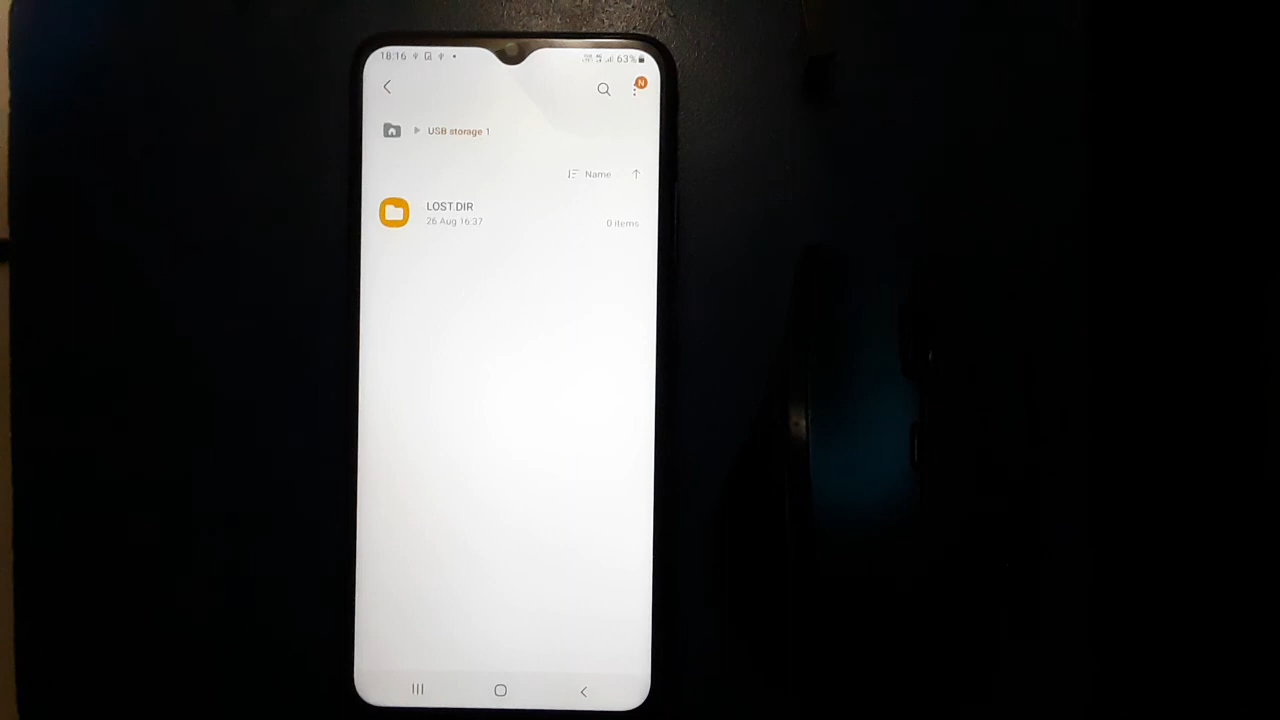 18:16 63%
N
USB storage 1
Name
LOST.DIR
26 Aug 16:37
0 items